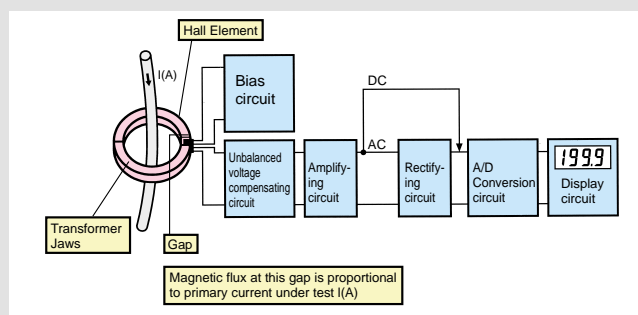 Hall Element
I(A)
Bias
circuit
DC
AC
Unbalanced
voltage
compensating
circuit
Amplify-
ing
circuit
Rectify-
ing
circuit
A/D
Conversion
circuit
199.9
Display
circuit
Transformer
Jaws
Gap
Magnetic flux at this gap is proportional
to primary current under test I(A)